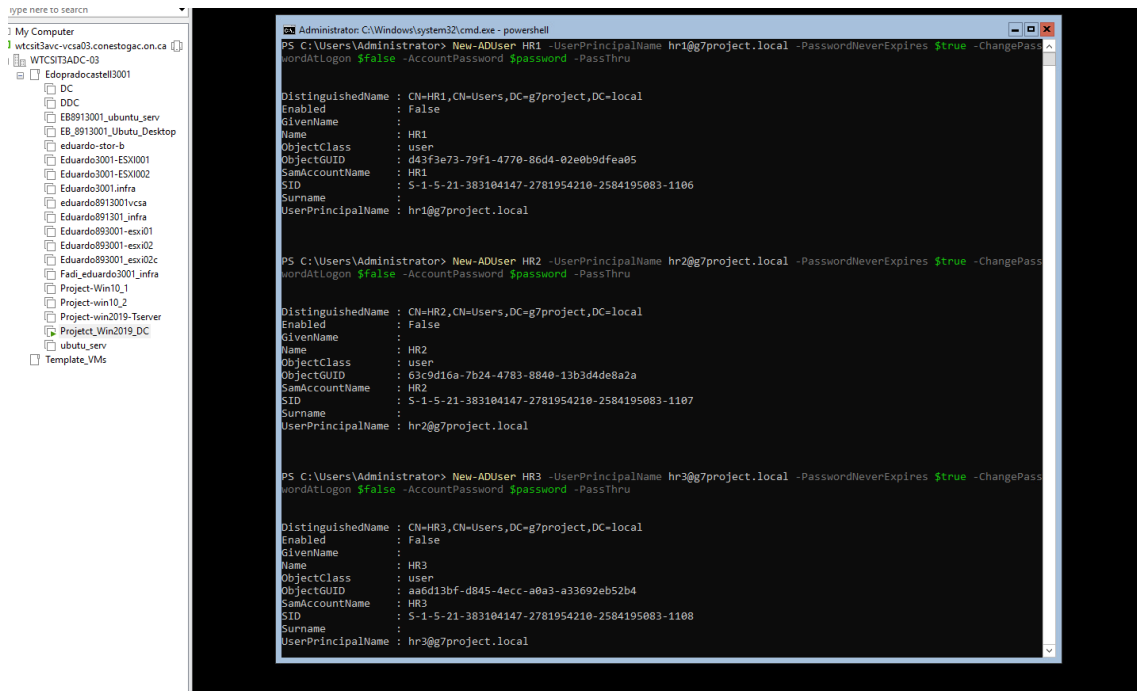 Type here to search
My Computer
wtcsit3avc-vcsa03.conestogac.on.ca
WTCSIT3ADC-03
Edopradocastell3001
DC
DDC
EB8913001_ubuntu_serv
EB_8913001_Ubutu_Desktop
eduardo-stor-b
Eduardo3001-ESXI001
Eduardo3001-ESXI002
Eduardo3001.infra
eduardo8913001vcsa
Eduardo891301_infra
Eduardo893001-esxi01
Eduardo893001-esxi02
Eduardo893001_esxi02c
Fadi_eduardo3001_infra
Project-Win10_1
Project-win10_2
Project-win2019-Tserver
Projetct_Win2019_DC
ubutu_serv
Template_VMs
Administrator: C:\Windows\system32\cmd.exe - powershell
PS C:\Users\Administrator> New-ADUser HR1 -UserPrincipalName hr1@g7project.local -PasswordNeverExpires $true -ChangePass
wordAtLogon $false -AccountPassword $password -PassThru
DistinguishedName : CN=HR1,CN=Users,DC=g7project,DC=local
Enabled : False
GivenName :
Name : HR1
ObjectClass : user
ObjectGUID : d43f3e73-79f1-4770-86d4-02e0b9dfea05
SamAccountName : HR1
SID : S-1-5-21-383104147-2781954210-2584195083-1106
Surname :
UserPrincipalName : hr1@g7project.local
PS C:\Users\Administrator> New-ADUser HR2 -UserPrincipalName hr2@g7project.local -PasswordNeverExpires $true -ChangePass
wordAtLogon $false -AccountPassword $password -PassThru
DistinguishedName : CN=HR2,CN=Users,DC=g7project,DC=local
Enabled : False
GivenName :
Name : HR2
ObjectClass : user
ObjectGUID : 63c9d16a-7b24-4783-8840-13b3d4de8a2a
SamAccountName : HR2
SID : S-1-5-21-383104147-2781954210-2584195083-1107
Surname :
UserPrincipalName : hr2@g7project.local
PS C:\Users\Administrator> New-ADUser HR3 -UserPrincipalName hr3@g7project.local -PasswordNeverExpires $true -ChangePass
wordAtLogon $false -AccountPassword $password -PassThru
DistinguishedName : CN=HR3,CN=Users,DC=g7project,DC=local
Enabled : False
GivenName :
Name : HR3
ObjectClass : user
ObjectGUID : aa6d13bf-d845-4ecc-a0a3-a33692eb52b4
SamAccountName : HR3
SID : S-1-5-21-383104147-2781954210-2584195083-1108
Surname :
UserPrincipalName : hr3@g7project.local